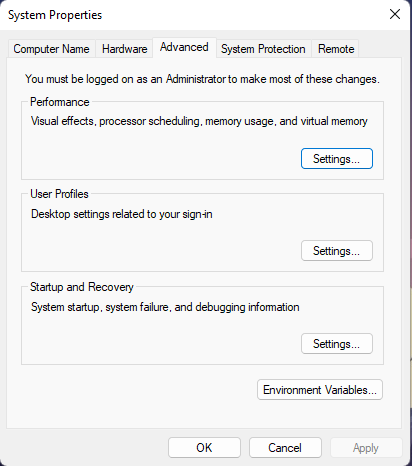 System Properties
Computer Name Hardware Advanced System Protection Remote
You must be logged on as an Administrator to make most of these changes.
Performance
Visual effects, processor scheduling, memory usage, and virtual memory
Settings...
User Profiles
Desktop settings related to your sign-in
Settings...
Startup and Recovery
System startup, system failure, and debugging information
Settings...
Environment Variables...
OK Cancel Apply